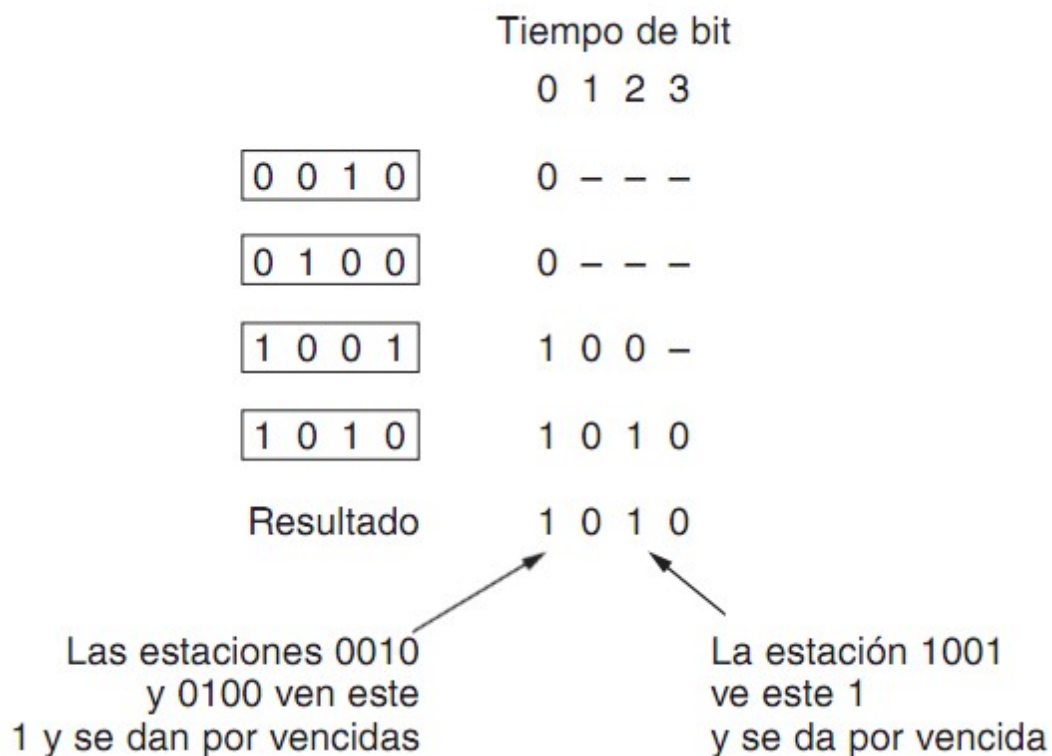 Tiempo de bit
0 1 2 3
0 0 1 0 0 – – –
0 1 0 0 0 – – –
1 0 0 1 1 0 0 –
1 0 1 0 1 0 1 0
Resultado 1 0 1 0
Las estaciones 0010
y 0100 ven este
1 y se dan por vencidas
La estación 1001
ve este 1
y se da por vencida